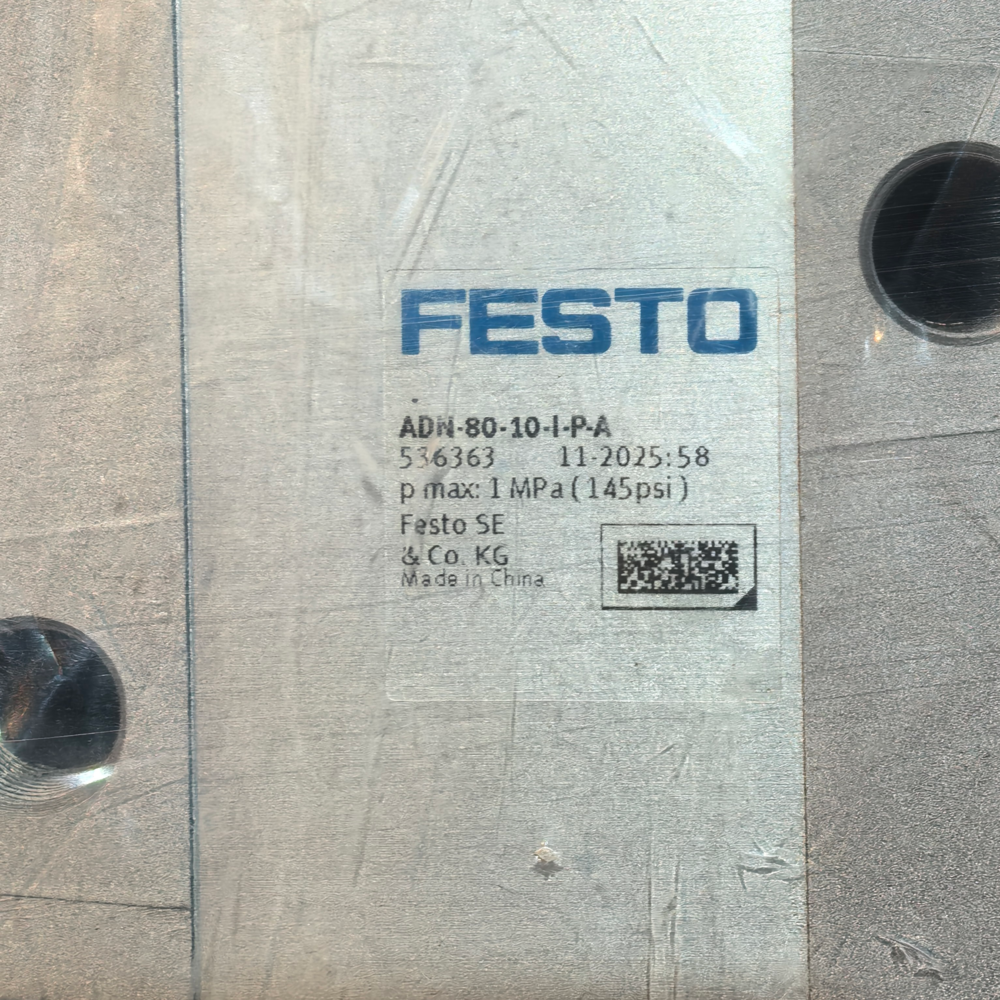 FESTO
ADN-80-10-I-P-A
536363 11-2025:58
p max: 1 MPa (145psi)
Festo SE
& Co. KG
Made in China